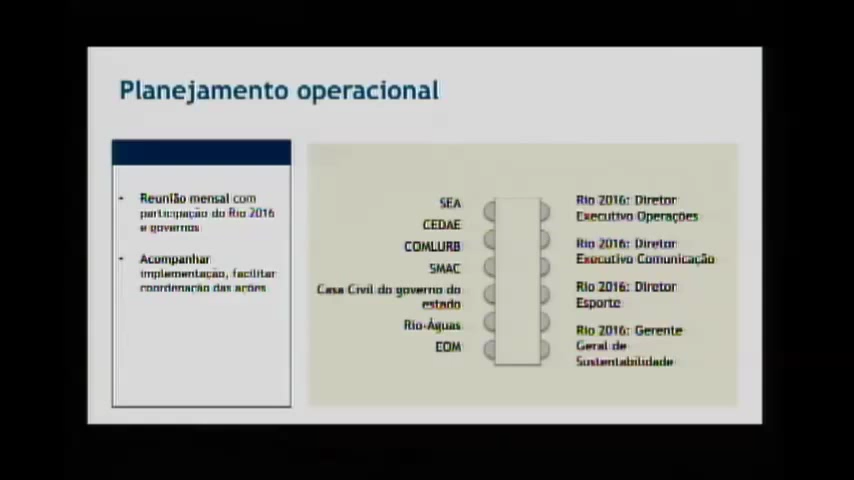 Planejamento operacional
• Reunião mensal com
participação do Rio 2016
e governos
• Acompanhar
implementação, facilitar
coordenação das ações
SEA
CEDAE
COMLURB
SMAC
Casa Civil do governo do
estado
Rio-Águas
EOM
Rio 2016: Diretor
Executivo Operações
Rio 2016: Diretor
Executivo Comunicação
Rio 2016: Diretor
Esporte
Rio 2016: Gerente
Geral de
Sustentabilidade